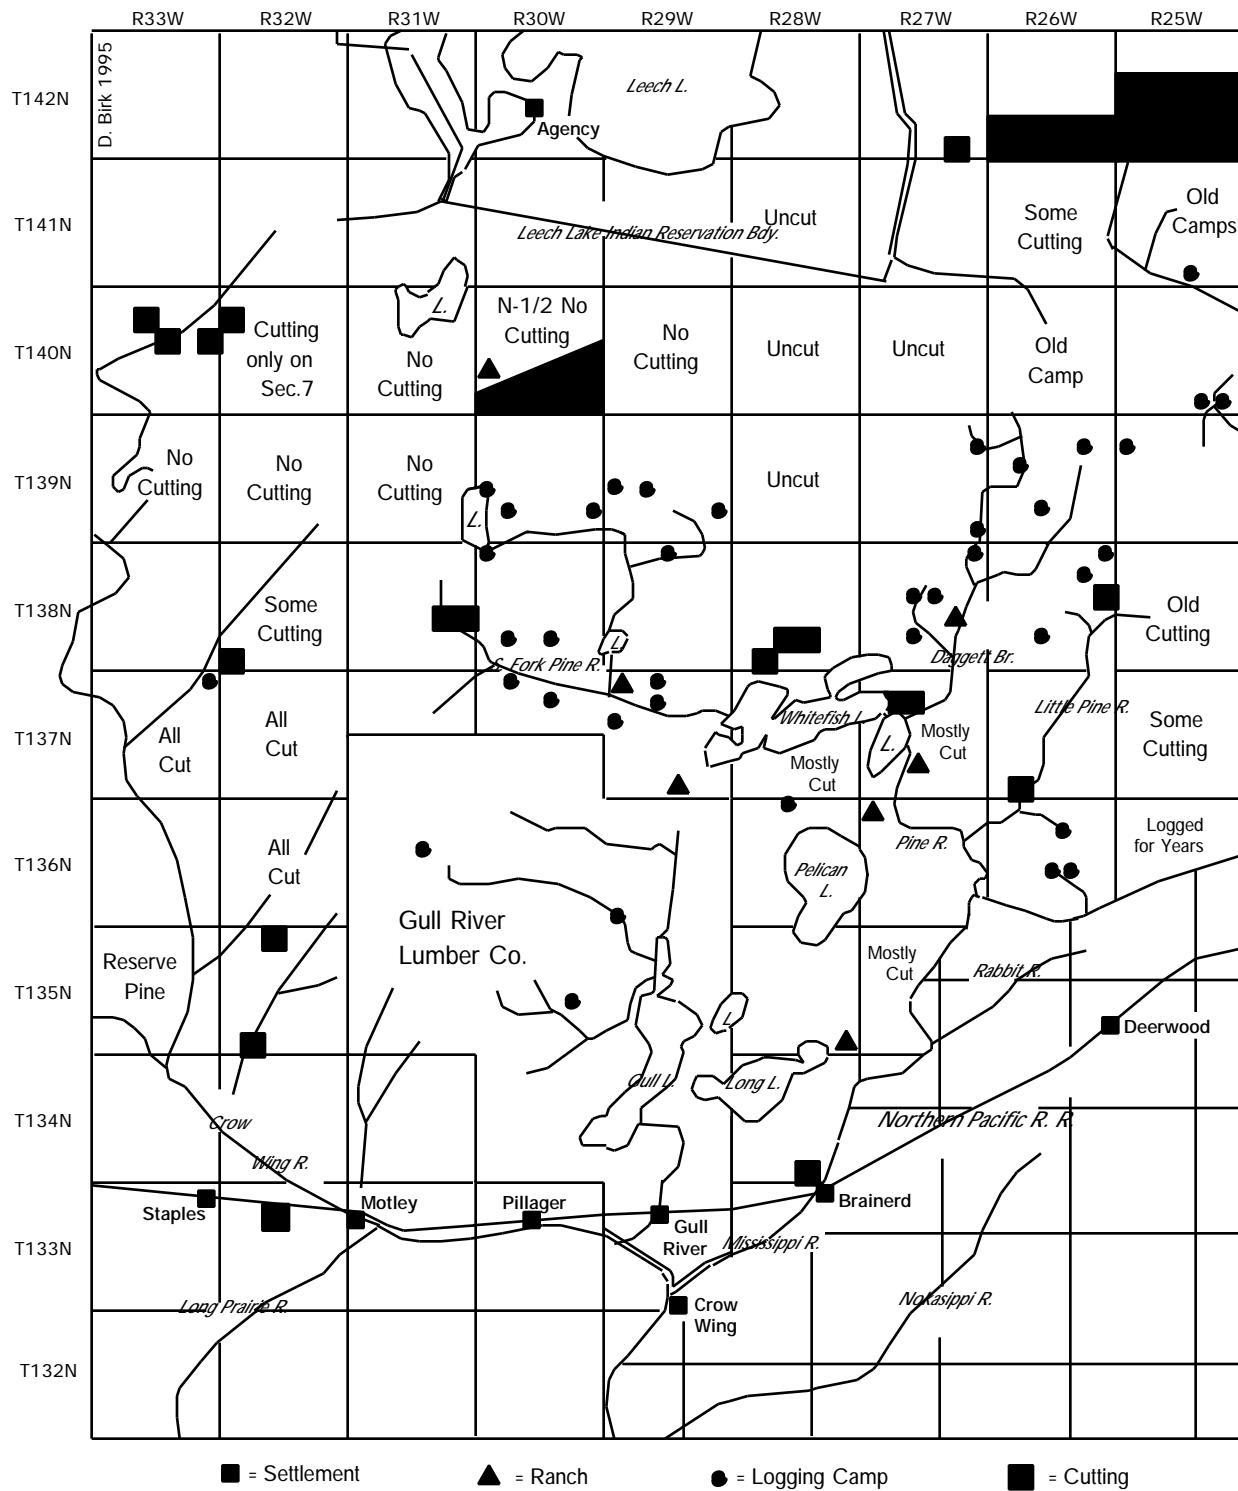 R33W R32W R31W R30W R29W R28W R27W R26W R25W
D. Birk 1995
T142N
Leech L.
Agency
T141N
Leech Lake Indian Reservation Bdy.
Uncut
Some
Cutting
Old
Camps
T140N
Cutting
only on
Sec.7
L.
No
Cutting
N-1/2 No
Cutting
No
Cutting
Uncut
Uncut
Old
Camp
T139N
No
Cutting
No
Cutting
No
Cutting
L.
Uncut
T138N
Some
Cutting
L.
S. Fork Pine R.
Daggett Br.
Old
Cutting
T137N
All
Cut
All
Cut
Whitefish L.
L.
Mostly
Cut
Mostly
Cut
Little Pine R.
Some
Cutting
T136N
All
Cut
Pelican
L.
Pine R.
Logged
for Years
Gull River
Lumber Co.
T135N
Reserve
Pine
L.
Mostly
Cut
Rabbit R.
Deerwood
T134N
Crow
Wing R.
Gull L.
Long L.
Northern Pacific R. R.
T133N
Staples
Motley
Pillager
Gull
River
Brainerd
Mississippi R.
Long Prairie R.
Crow
Wing
Nokasippi R.
T132N
= Settlement = Ranch = Logging Camp = Cutting